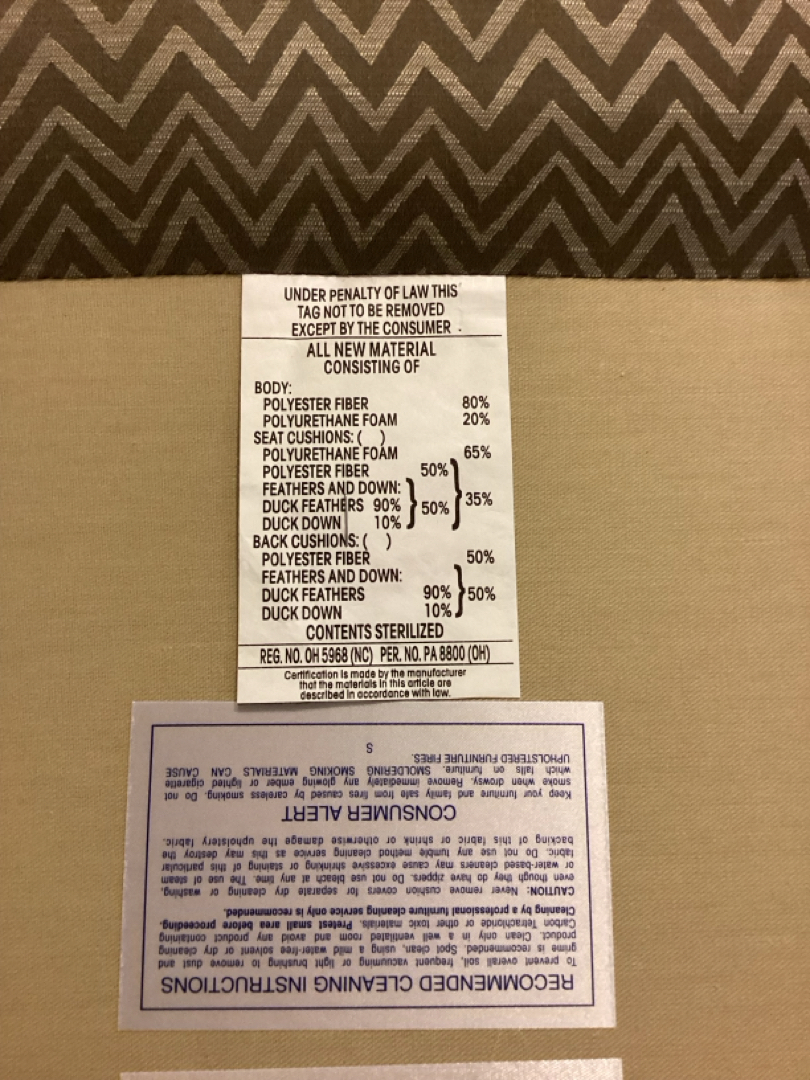 UNDER PENALTY OF LAW THIS
TAG NOT TO BE REMOVED
EXCEPT BY THE CONSUMER .
ALL NEW MATERIAL
CONSISTING OF
BODY:
POLYESTER FIBER 80%
POLYURETHANE FOAM 20%
SEAT CUSHIONS: ( )
POLYURETHANE FOAM 65%
POLYESTER FIBER 50%
FEATHERS AND DOWN:
DUCK FEATHERS 90% 50% 35%
DUCK DOWN 10%
BACK CUSHIONS: ( )
POLYESTER FIBER 50%
FEATHERS AND DOWN:
DUCK FEATHERS 90% 50%
DUCK DOWN 10%
CONTENTS STERILIZED
REG. NO. OH 5968 (NC) PER. NO. PA 8800 (OH)
Certification is made by the manufacturer
that the materials in this article are
described in accordance with law.
RECOMMENDED CLEANING INSTRUCTIONS
To prevent overall soil, frequent vacuuming or light brushing to remove dust and
grime is recommended. Spot clean, using a mild water-free solvent or dry cleaning
product. Clean only in a well ventilated room and avoid any product containing
Carbon Tetrachloride or other toxic materials. Pretest small area before proceeding.
Cleaning by a professional furniture cleaning service only is recommended.
CAUTION: Never remove cushion covers for separate dry cleaning or washing,
even though they do have zippers. Do not use bleach at any time. The use of steam
or water-based cleaners may cause excessive shrinking or staining of this particular
fabric. Do not use any tumble method cleaning service as this may destroy the
backing of this fabric or shrink or otherwise damage the upholstery fabric.
CONSUMER ALERT
Keep your furniture and family safe from fires caused by careless smoking. Do not
smoke when drowsy. Remove immediately any glowing ember or lighted cigarette
which falls on furniture. SMOLDERING SMOKING MATERIALS CAN CAUSE
UPHOLSTERED FURNITURE FIRES.
S